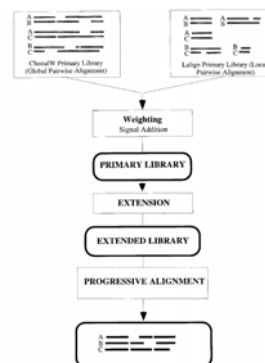 A
B
A
C
B
C
A
B
A
B
A
C
B
C
B
C
ClustalW Primary Library
(Global Pairwise Alignment)
Lalign Primary Library (Local
Pairwise Alignment)
Weighting
Signal Addition
PRIMARY LIBRARY
EXTENSION
EXTENDED LIBRARY
PROGRESSIVE ALIGNMENT
A
B
C